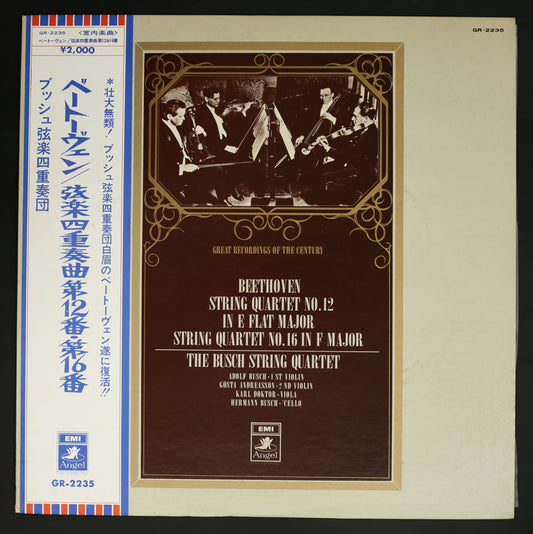 GR-2235 〈室内楽曲〉
ベートーヴェン/弦楽四重奏曲第12&16番
¥2,000
*壮大無類! ブッシュ弦楽四重奏団白眉のベートーヴェン遂に復活!!
ベートーヴェン/弦楽四重奏曲 第12番・第16番
ブッシュ弦楽四重奏団
EMI
Angel
GR-2235
GR-2235
GREAT RECORDINGS OF THE CENTURY
BEETHOVEN
STRING QUARTET NO.12
IN E FLAT MAJOR
STRING QUARTET NO.16 IN F MAJOR
THE BUSCH STRING QUARTET
ADOLF BUSCH-1 ST VIOLIN
GÖSTA ANDREASSON-2 ND VIOLIN
KARL DOKTOR-VIOLA
HERMANN BUSCH-'CELLO
EMI
Angel